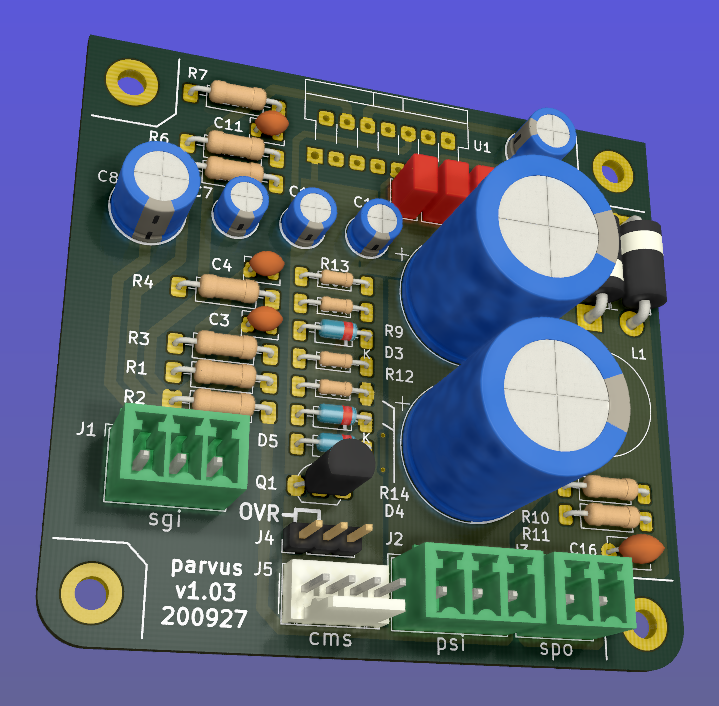 R7
C11
U1
R6
C8
C7
C4
R13
R4
C3
R9
R3
D3
K
L1
R1
R12
R2
J1
D5
K
Q1
R14
D4
sgi
OVR
R10
J4
J2
R11
C16
parvus
J5
v1.03
200927
cms
psi
spo